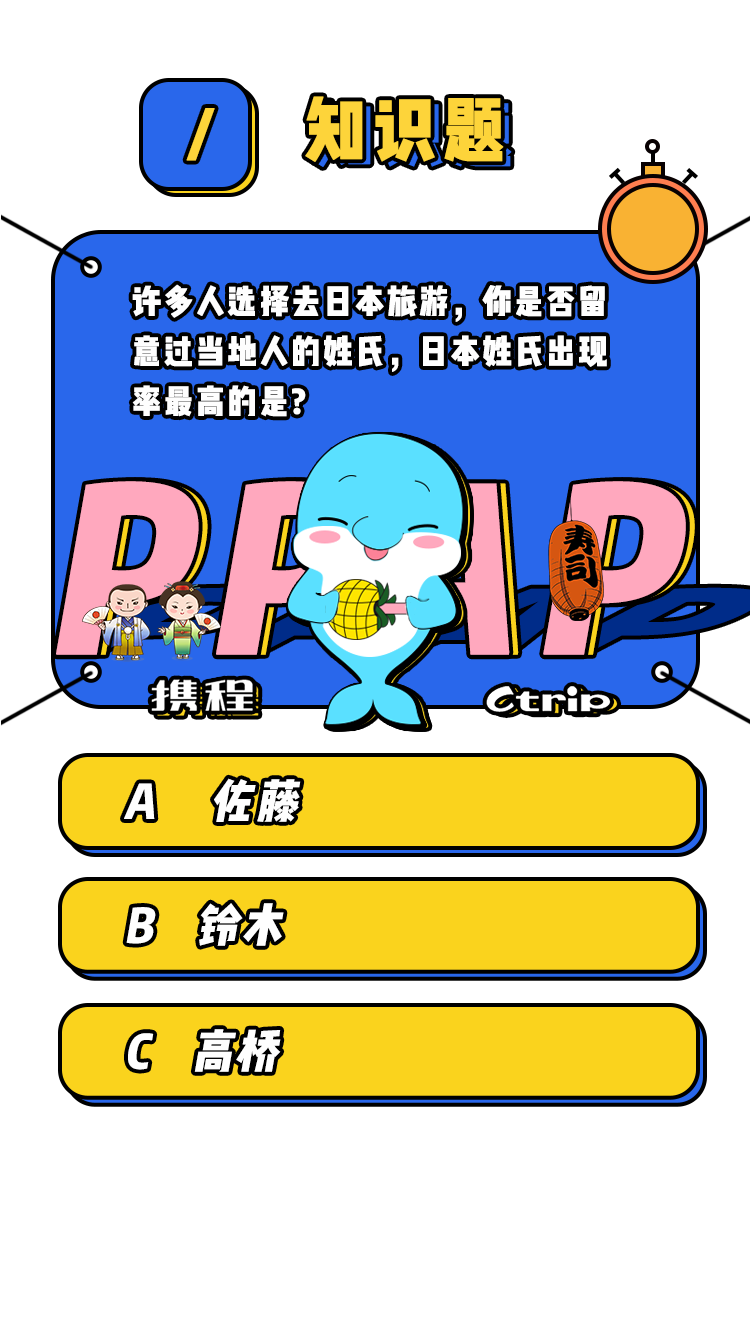 / 知识题
许多人选择去日本旅游，你是否留
意过当地人的姓氏，日本姓氏出现
率最高的是？
PPAP
寿司
携程
Ctrip
A 佐藤
B 铃木
C 高桥